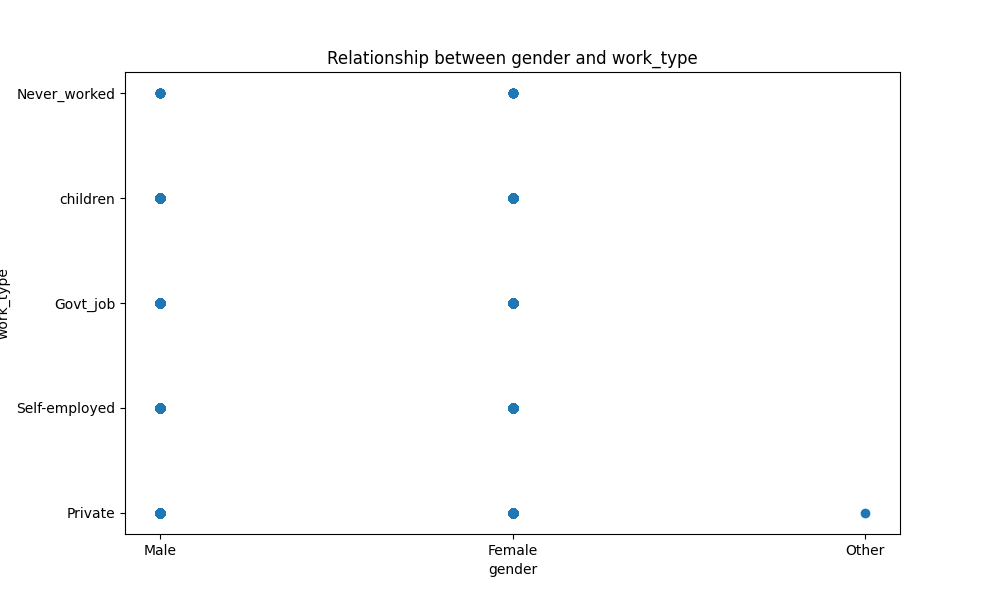 Relationship between gender and work_type
Never_worked
children
Govt_job
Self-employed
Private
work_type
Male Female Other
gender